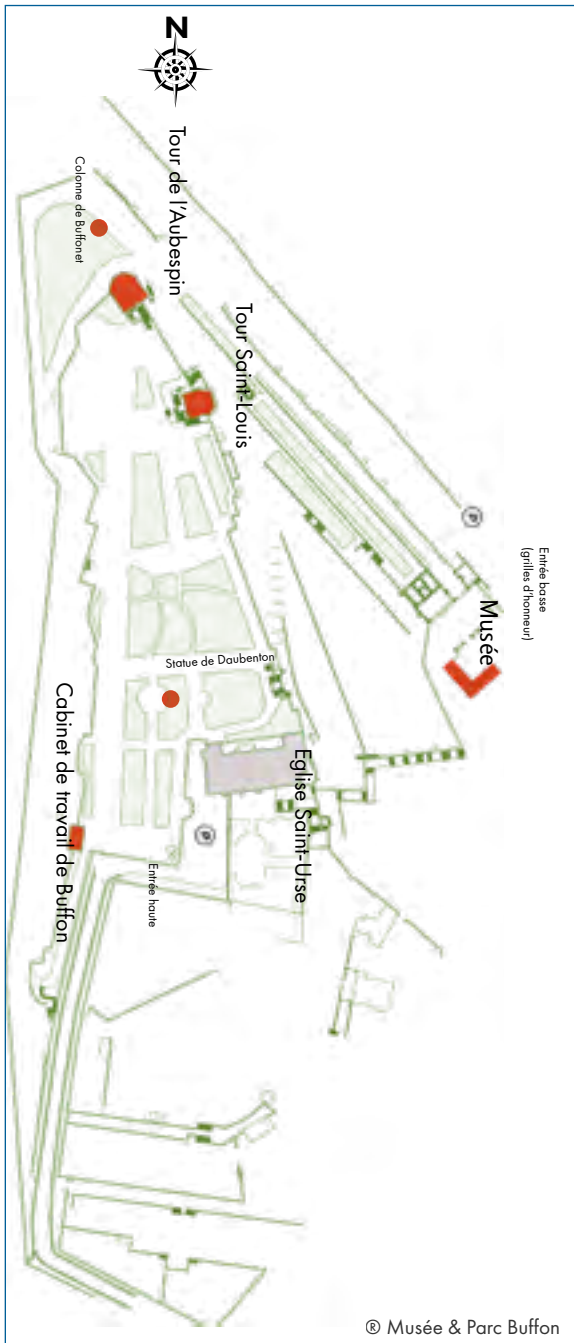 N
Tour de l'Aubespin
Colonne de Buffonet
Tour Saint-Louis
P
Entrée basse
(grilles d'honneur)
Musée
Statue de Daubenton
Eglise Saint-Urse
Cabinet de travail de Buffon
P
Entrée haute
® Musée & Parc Buffon